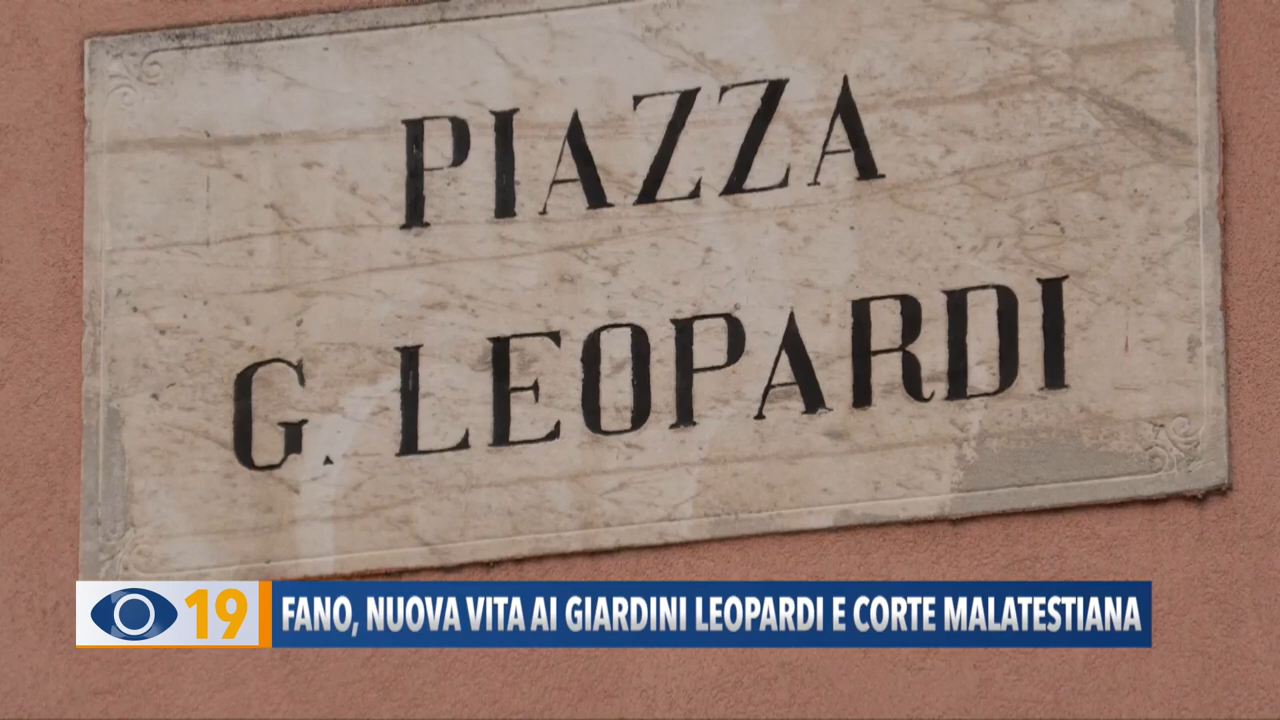 PIAZZA
G. LEOPARDI
19
FANO, NUOVA VITA AI GIARDINI LEOPARDI E CORTE MALATESTIANA